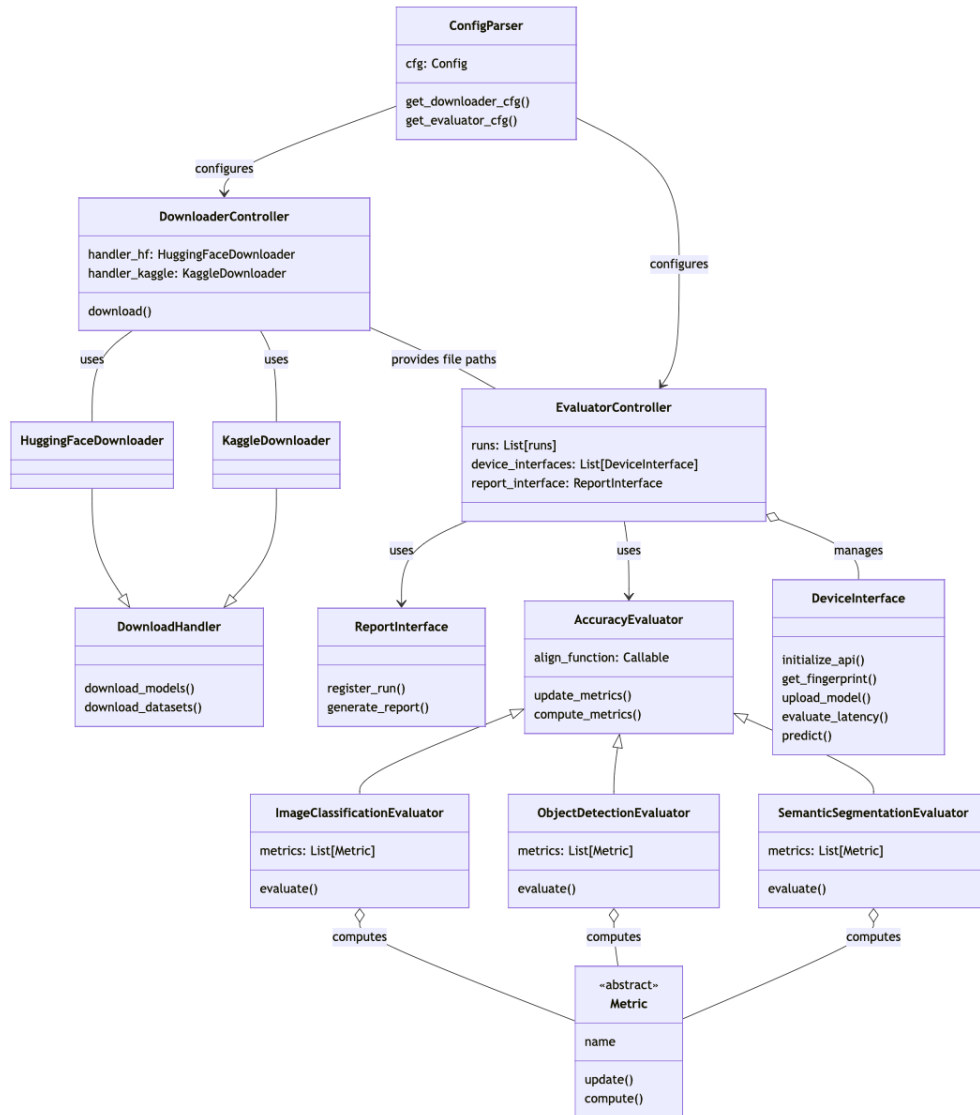 ConfigParser
cfg: Config
get_downloader_cfg()
get_evaluator_cfg()
configures
DownloaderController
handler_hf: HuggingFaceDownloader
handler_kaggle: KaggleDownloader
download()
configures
uses
uses
provides file paths
HuggingFaceDownloader
KaggleDownloader
EvaluatorController
runs: List[runs]
device_interfaces: List[DeviceInterface]
report_interface: ReportInterface
uses
uses
manages
DownloadHandler
download_models()
download_datasets()
ReportInterface
register_run()
generate_report()
AccuracyEvaluator
align_function: Callable
update_metrics()
compute_metrics()
DeviceInterface
initialize_api()
get_fingerprint()
upload_model()
evaluate_latency()
predict()
ImageClassificationEvaluator
metrics: List[Metric]
evaluate()
ObjectDetectionEvaluator
metrics: List[Metric]
evaluate()
SemanticSegmentationEvaluator
metrics: List[Metric]
evaluate()
computes
computes
computes
«abstract»
Metric
name
update()
compute()